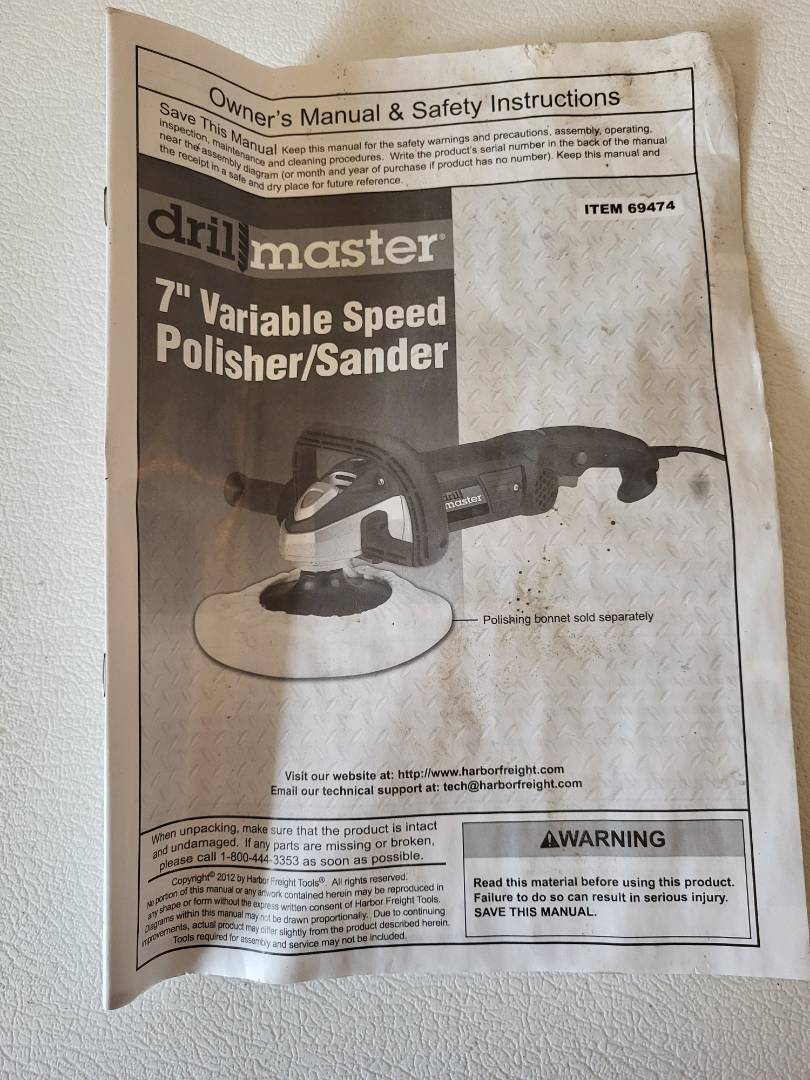 Owner's Manual & Safety Instructions
Save This Manual Keep this manual for the safety warnings and precautions, assembly, operating,
inspection, maintenance and cleaning procedures. Write the product's serial number in the back of the manual
near the assembly diagram (or month and year of purchase if product has no number). Keep this manual and
the receipt in a safe and dry place for future reference.
ITEM 69474
drill master®
7" Variable Speed
Polisher/Sander
drill
master
Polishing bonnet sold separately
Visit our website at: http://www.harborfreight.com
Email our technical support at: tech@harborfreight.com
When unpacking, make sure that the product is intact
and undamaged. If any parts are missing or broken,
please call 1-800-444-3353 as soon as possible.
Copyright© 2012 by Harbor Freight Tools®. All rights reserved.
No portion of this manual or any artwork contained herein may be reproduced in
any shape or form without the express written consent of Harbor Freight Tools.
Diagrams within this manual may not be drawn proportionally. Due to continuing
improvements, actual product may differ slightly from the product described herein.
Tools required for assembly and service may not be included.
⚠WARNING
Read this material before using this product.
Failure to do so can result in serious injury.
SAVE THIS MANUAL.